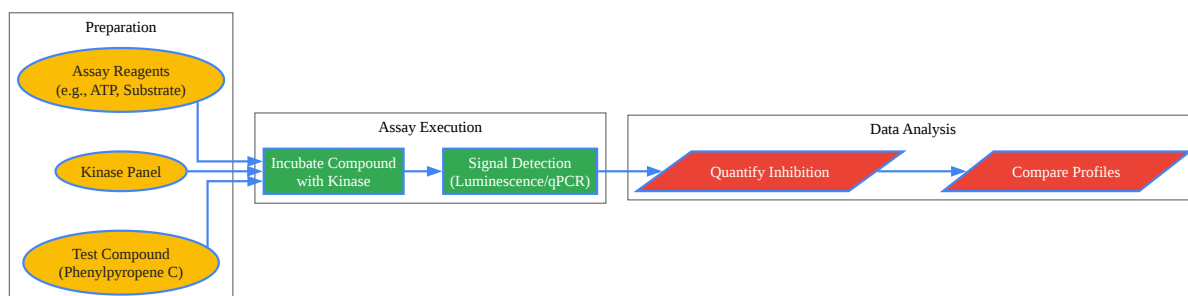 Preparation
Assay Reagents
(e.g., ATP, Substrate)
Kinase Panel
Test Compound
(Phenylpyropene C)
Assay Execution
Incubate Compound
with Kinase
Signal Detection
(Luminescence/qPCR)
Data Analysis
Quantify Inhibition
Compare Profiles